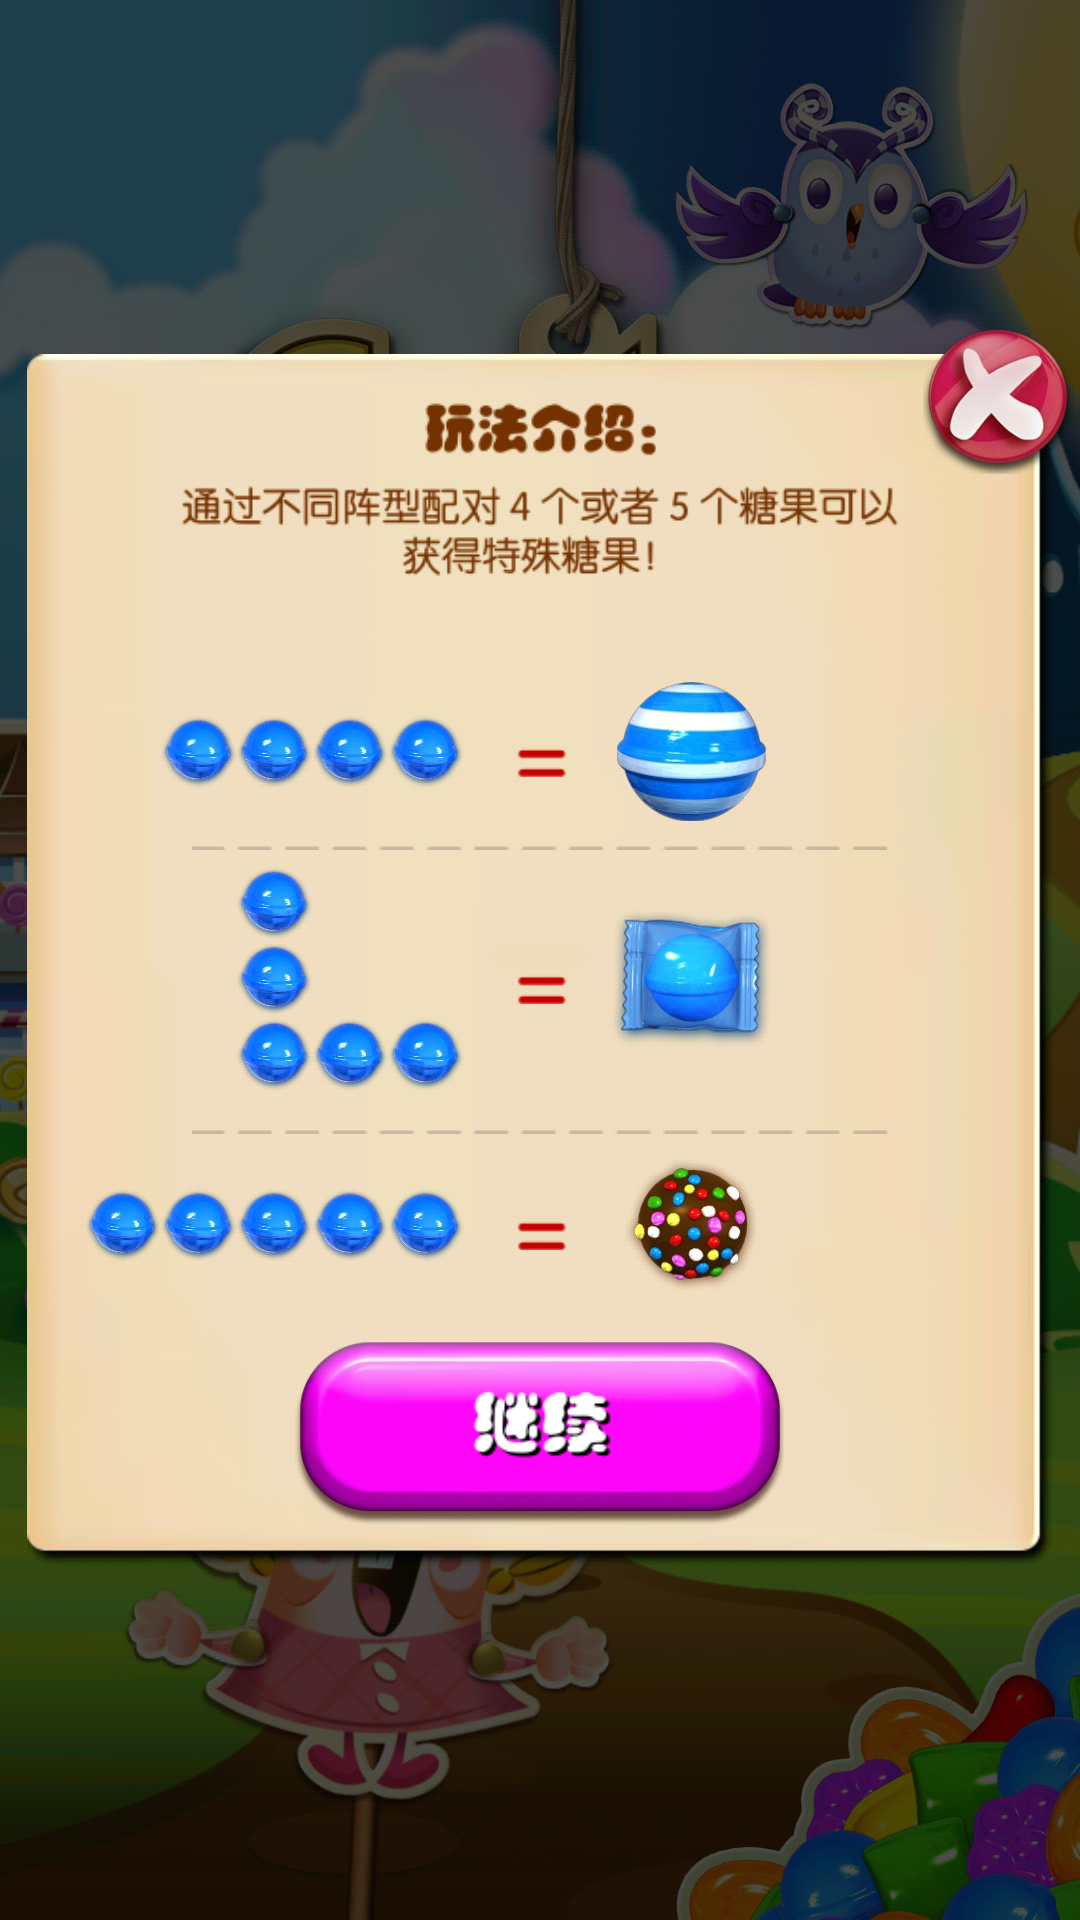 玩法介绍：
通过不同阵型配对 4 个或者 5 个糖果可以
获得特殊糖果！
=
=
=
继续